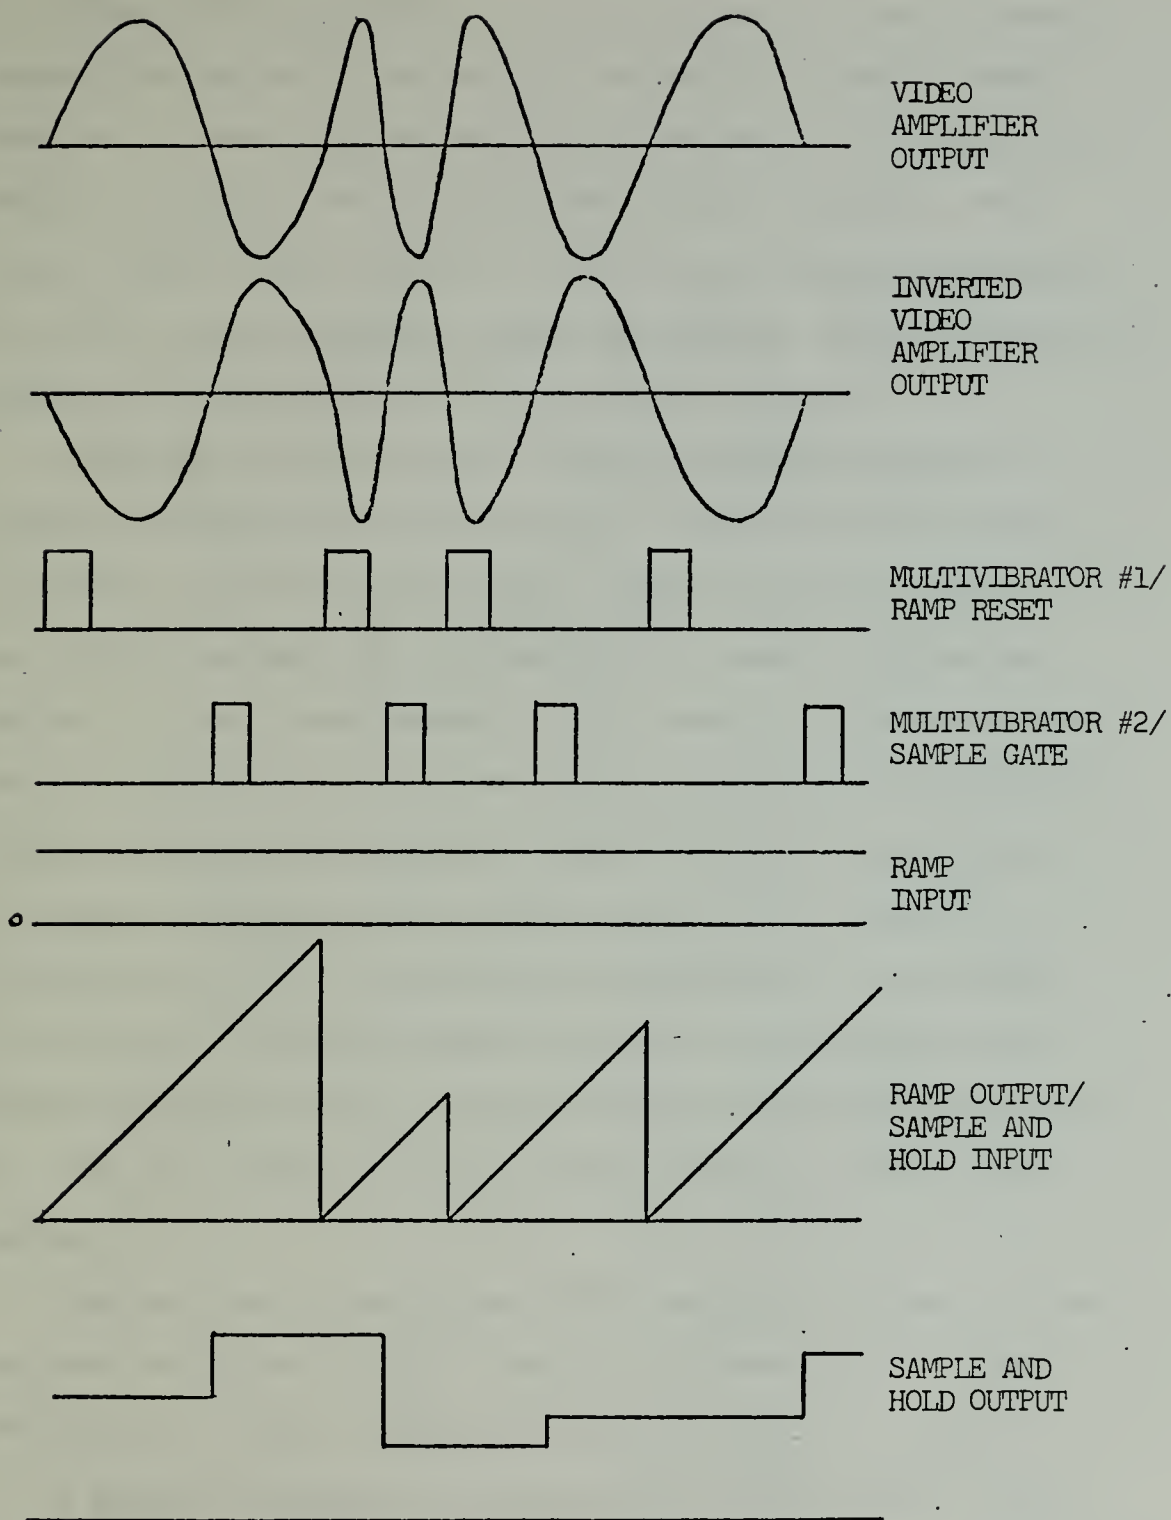 VIDEO
AMPLIFIER
OUTPUT
INVERTED
VIDEO
AMPLIFIER
OUTPUT
MULTIVIBRATOR #1/
RAMP RESET
MULTIVIBRATOR #2/
SAMPLE GATE
RAMP
INPUT
0
RAMP OUTPUT/
SAMPLE AND
HOLD INPUT
SAMPLE AND
HOLD OUTPUT